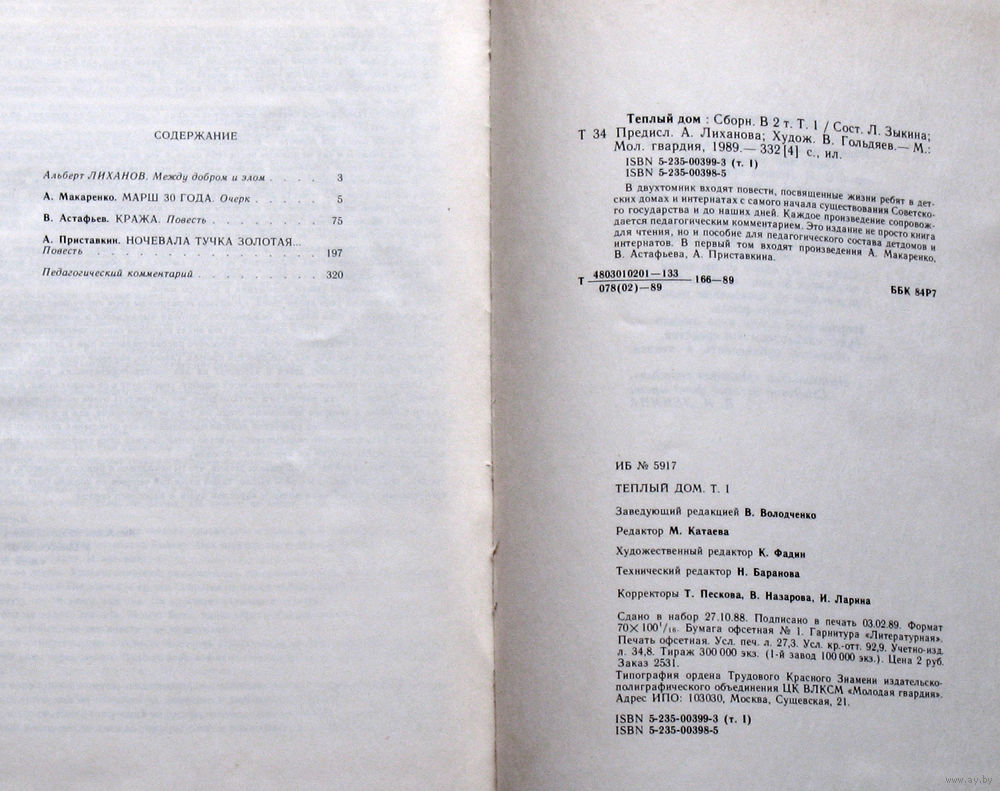 СОДЕРЖАНИЕ
Альберт ЛИХАНОВ. Между добром и злом . . . . . 3
А. Макаренко. МАРШ 30 ГОДА. Очерк . . . . . 5
В. Астафьев. КРАЖА. Повесть . . . . . . . . 75
А. Приставкин. НОЧЕВАЛА ТУЧКА ЗОЛОТАЯ...
Повесть . . . . . . . . . . . . . . . . 197
Педагогический комментарий . . . . . . . . 320
Теплый дом : Сборн. В 2 т. Т. 1 / Сост. Л. Зыкина;
Т 34 Предисл. А. Лиханова; Худож. В. Гольдяев.— М.:
Мол. гвардия, 1989.— 332[4] с., ил.
ISBN 5-235-00399-3 (т. 1)
ISBN 5-235-00398-5
В двухтомник входят повести, посвященные жизни ребят в дет-
ских домах и интернатах с самого начала существования Советско-
го государства и до наших дней. Каждое произведение сопровож-
дается педагогическим комментарием. Это издание не просто книга
для чтения, но и пособие для педагогического состава детдомов и
интернатов. В первый том входят произведения А. Макаренко,
В. Астафьева, А. Приставкина.
Т 4803010201—133
078(02)—89 166—89
ББК 84Р7
ИБ № 5917
ТЕПЛЫЙ ДОМ. Т. 1
Заведующий редакцией В. Володченко
Редактор М. Катаева
Художественный редактор К. Фадин
Технический редактор Н. Баранова
Корректоры Т. Пескова, В. Назарова, И. Ларина
Сдано в набор 27.10.88. Подписано в печать 03.02.89. Формат
70×100¹/₁₆. Бумага офсетная № 1. Гарнитура «Литературная».
Печать офсетная. Усл. печ. л. 27,3. Усл. кр.-отт. 92,9. Учетно-изд.
л. 34,8. Тираж 300 000 экз. (1-й завод 100 000 экз.). Цена 2 руб.
Заказ 2531.
Типография ордена Трудового Красного Знамени издательско-
полиграфического объединения ЦК ВЛКСМ «Молодая гвардия».
Адрес ИПО: 103030, Москва, Сущевская, 21.
ISBN 5-235-00399-3 (т. 1)
ISBN 5-235-00398-5
www.ay.by